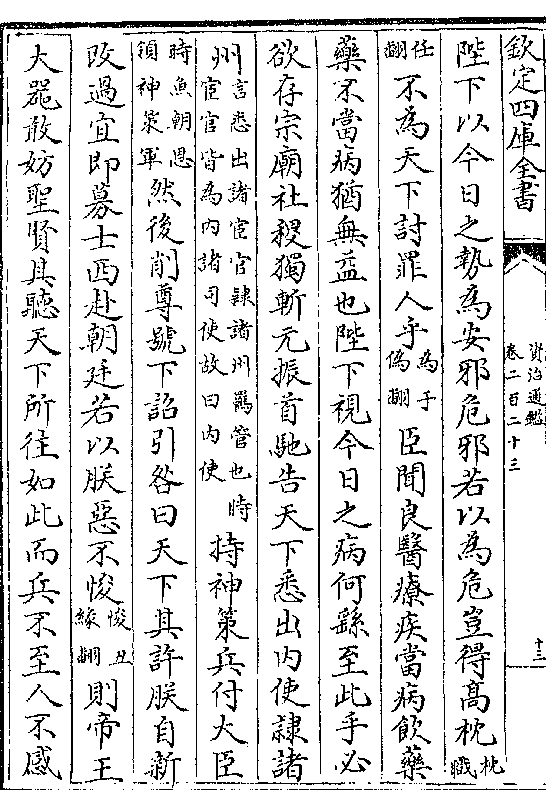 欽定四庫全書
資治通鑑
卷二百二十三
十三
陛下以今日之勢為安邪危邪若以為危豈得髙枕枕職
任翻不為天下討罪人乎為于偽翻臣聞良醫療疾當病飲藥
藥不當病猶無益也陛下視今日之病何繇至此乎必
欲存宗廟社稷獨斬元振首馳告天下悉出内使隷諸
州言悉出諸宦官隷諸州羈管也時宦官皆為内諸司使故曰内使持神策兵付大臣
時魚朝恩領神策軍然後削尊號下詔引咎曰天下其許朕自新
改過宜即募士西赴朝廷若以朕惡不悛悛丑緣翻則帝王
大器敢妨聖賢其聽天下所往如此而兵不至人不感